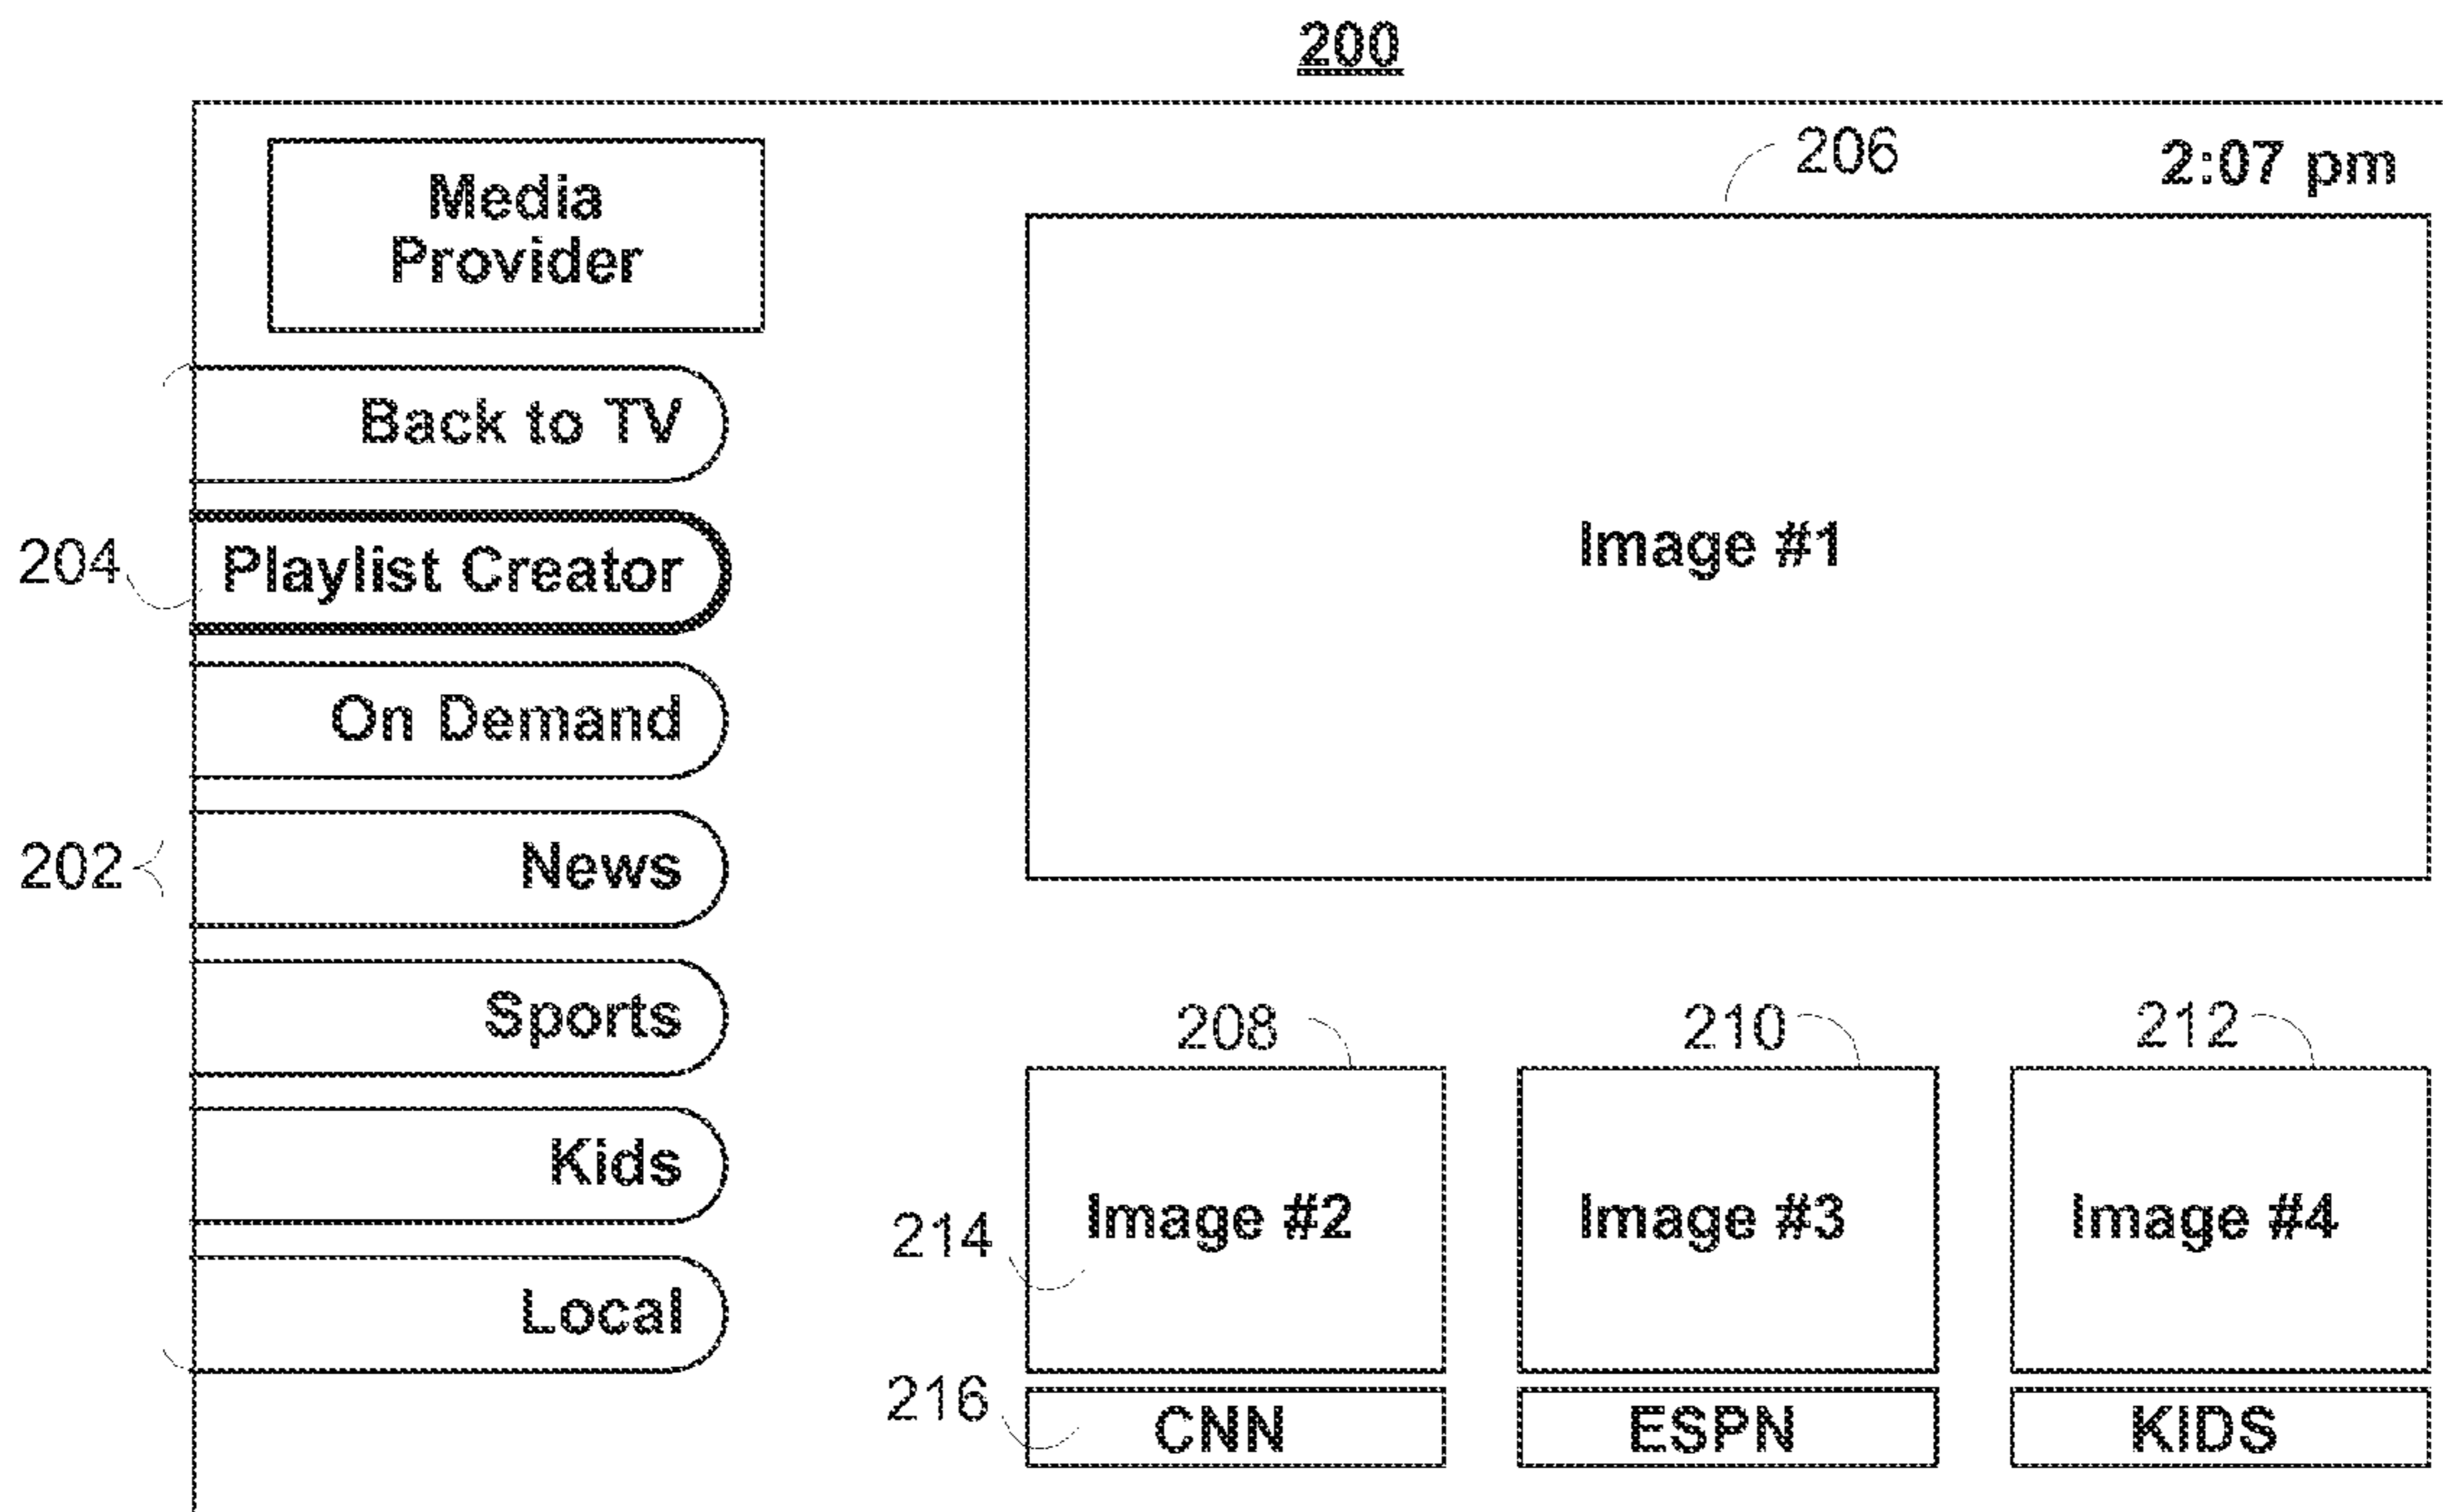 200
206
2:07 pm
Media
Provider
Back to TV
204
Playlist Creator
Image #1
On Demand
202
News
Sports
Kids
Local
208
210
212
214
Image #2
Image #3
Image #4
216
CNN
ESPN
KIDS